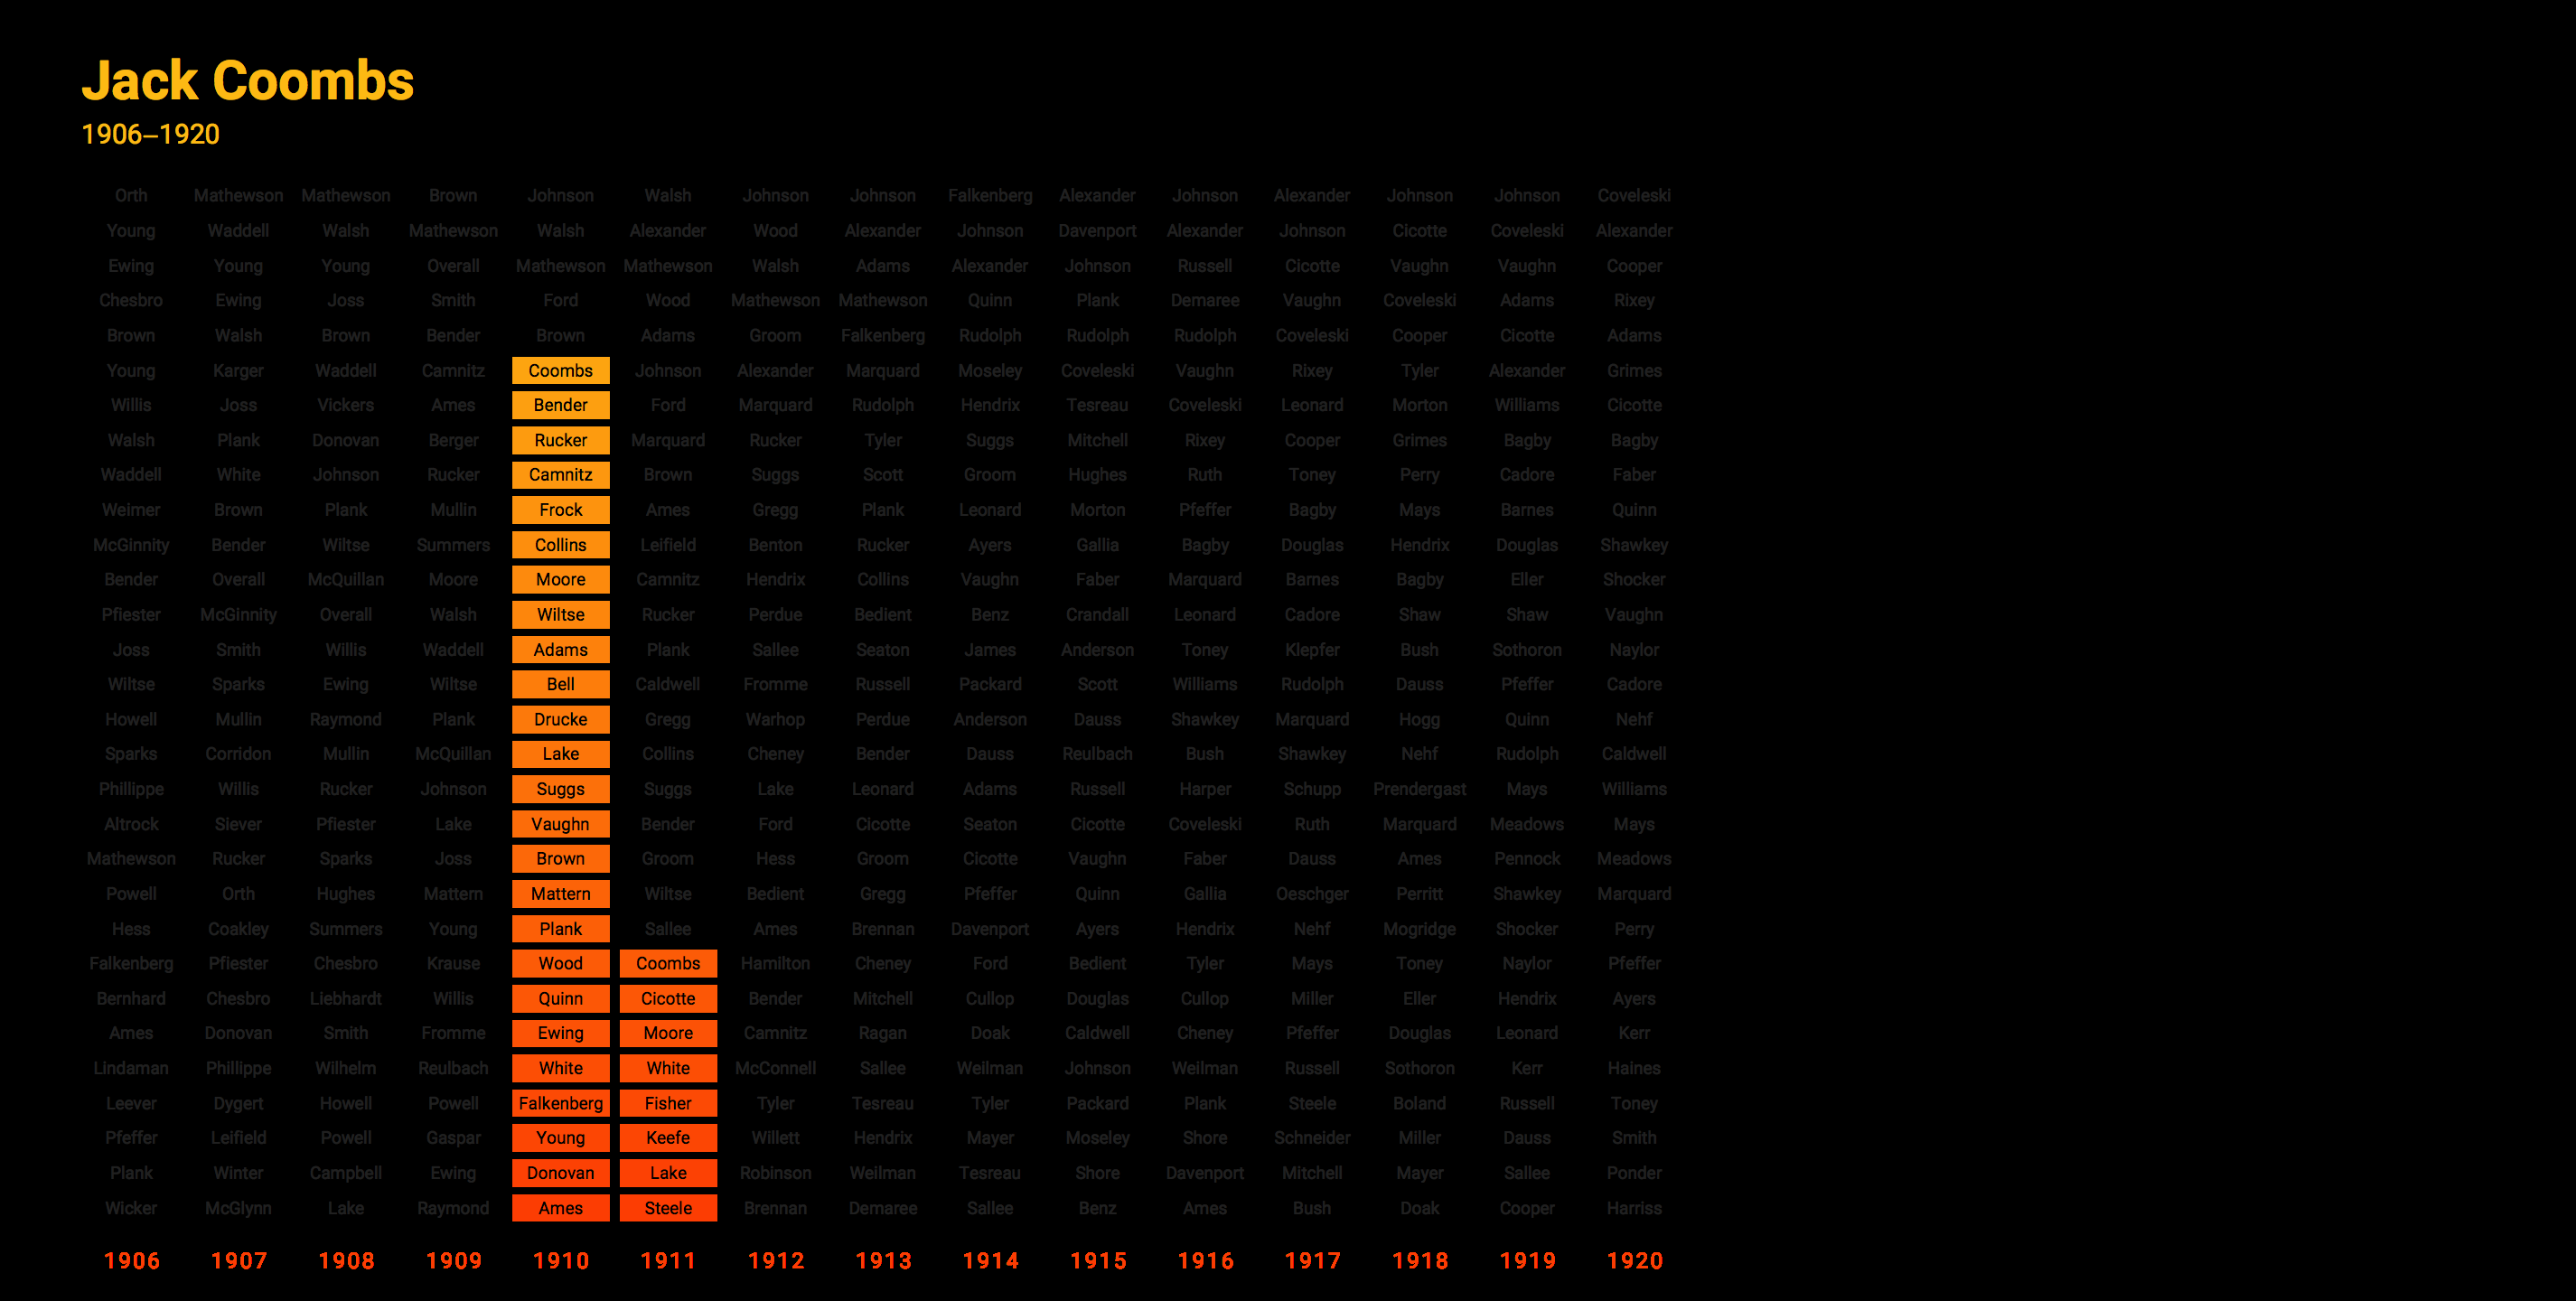 Jack Coombs
1906–1920
Orth Mathewson Mathewson Brown Johnson Walsh Johnson Johnson Falkenberg Alexander Johnson Alexander Johnson Johnson Coveleski
Young Waddell Walsh Mathewson Walsh Alexander Wood Alexander Johnson Davenport Alexander Johnson Cicotte Coveleski Alexander
Ewing Young Young Overall Mathewson Mathewson Walsh Adams Alexander Johnson Russell Cicotte Vaughn Vaughn Cooper
Chesbro Ewing Joss Smith Ford Wood Mathewson Mathewson Quinn Plank Demaree Vaughn Coveleski Adams Rixey
Brown Walsh Brown Bender Brown Adams Groom Falkenberg Rudolph Rudolph Rudolph Coveleski Cooper Cicotte Adams
Young Karger Waddell Camnitz Coombs Johnson Alexander Marquard Moseley Coveleski Vaughn Rixey Tyler Alexander Grimes
Willis Joss Vickers Ames Bender Ford Marquard Rudolph Hendrix Tesreau Coveleski Leonard Morton Williams Cicotte
Walsh Plank Donovan Berger Rucker Marquard Rucker Tyler Suggs Mitchell Rixey Cooper Grimes Bagby Bagby
Waddell White Johnson Rucker Camnitz Brown Suggs Scott Groom Hughes Ruth Toney Perry Cadore Faber
Weimer Brown Plank Mullin Frock Ames Gregg Plank Leonard Morton Pfeffer Bagby Mays Barnes Quinn
McGinnity Bender Wiltse Summers Collins Leifield Benton Rucker Ayers Gallia Bagby Douglas Hendrix Douglas Shawkey
Bender Overall McQuillan Moore Moore Camnitz Hendrix Collins Vaughn Faber Marquard Barnes Bagby Eller Shocker
Pfiester McGinnity Overall Walsh Wiltse Rucker Perdue Bedient Benz Crandall Leonard Cadore Shaw Shaw Vaughn
Joss Smith Willis Waddell Adams Plank Sallee Seaton James Anderson Toney Klepfer Bush Sothoron Naylor
Wiltse Sparks Ewing Wiltse Bell Caldwell Fromme Russell Packard Scott Williams Rudolph Dauss Pfeffer Cadore
Howell Mullin Raymond Plank Drucke Gregg Warhop Perdue Anderson Dauss Shawkey Marquard Hogg Quinn Nehf
Sparks Corridon Mullin McQuillan Lake Collins Cheney Bender Dauss Reulbach Bush Shawkey Nehf Rudolph Caldwell
Phillippe Willis Rucker Johnson Suggs Suggs Lake Leonard Adams Russell Harper Schupp Prendergast Mays Williams
Altrock Siever Pfiester Lake Vaughn Bender Ford Cicotte Seaton Cicotte Coveleski Ruth Marquard Meadows Mays
Mathewson Rucker Sparks Joss Brown Groom Hess Groom Cicotte Vaughn Faber Dauss Ames Pennock Meadows
Powell Orth Hughes Mattern Mattern Wiltse Bedient Gregg Pfeffer Quinn Gallia Oeschger Perritt Shawkey Marquard
Hess Coakley Summers Young Plank Sallee Ames Brennan Davenport Ayers Hendrix Nehf Mogridge Shocker Perry
Falkenberg Pfiester Chesbro Krause Wood Coombs Hamilton Cheney Ford Bedient Tyler Mays Toney Naylor Pfeffer
Bernhard Chesbro Liebhardt Willis Quinn Cicotte Bender Mitchell Cullop Douglas Cullop Miller Eller Hendrix Ayers
Ames Donovan Smith Fromme Ewing Moore Camnitz Ragan Doak Caldwell Cheney Pfeffer Douglas Leonard Kerr
Lindaman Phillippe Wilhelm Reulbach White White McConnell Sallee Weilman Johnson Weilman Russell Sothoron Kerr Haines
Leever Dygert Howell Powell Falkenberg Fisher Tyler Tesreau Tyler Packard Plank Steele Boland Russell Toney
Pfeffer Leifield Powell Gaspar Young Keefe Willett Hendrix Mayer Moseley Shore Schneider Miller Dauss Smith
Plank Winter Campbell Ewing Donovan Lake Robinson Weilman Tesreau Shore Davenport Mitchell Mayer Sallee Ponder
Wicker McGlynn Lake Raymond Ames Steele Brennan Demaree Sallee Benz Ames Bush Doak Cooper Harriss
1906 1907 1908 1909 1910 1911 1912 1913 1914 1915 1916 1917 1918 1919 1920